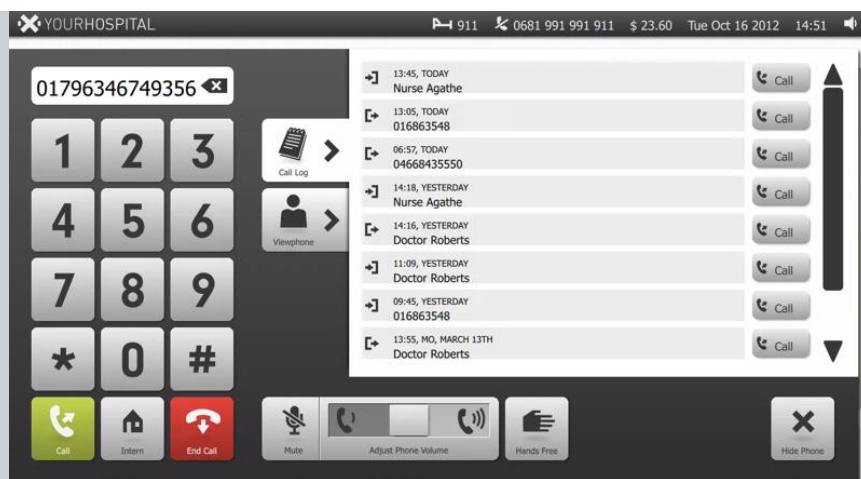 YOURHOSPITAL 911 0681 991 991 911 $ 23.60 Tue Oct 16 2012 14:51
01796346749356
1 2 3
4 5 6
7 8 9
* 0 #
Call Intern End Call
Call Log
Viewphone
13:45, TODAY
Nurse Agathe
Call
13:05, TODAY
016863548
Call
06:57, TODAY
04668435550
Call
14:18, YESTERDAY
Nurse Agathe
Call
14:16, YESTERDAY
Doctor Roberts
Call
11:09, YESTERDAY
Doctor Roberts
Call
09:45, YESTERDAY
016863548
Call
13:55, MO, MARCH 13TH
Doctor Roberts
Call
Mute Adjust Phone Volume Hands Free Hide Phone